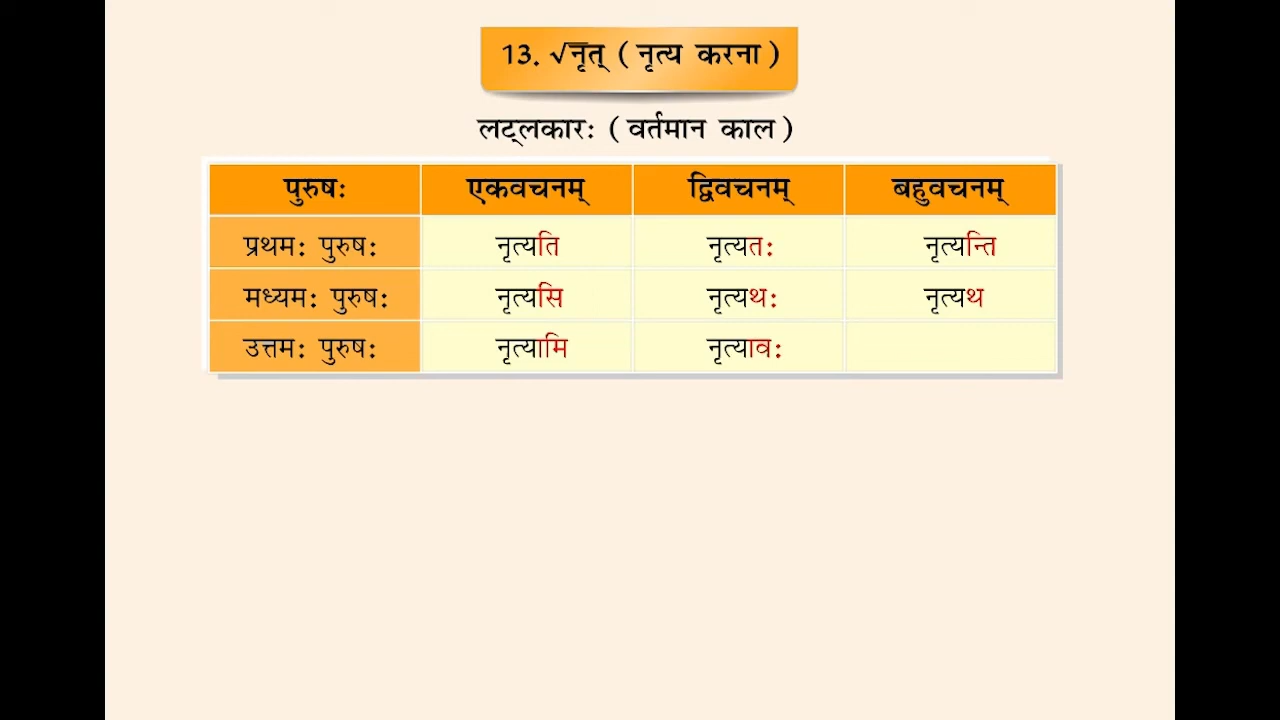 13. √नृत् ( नृत्य करना )
लट्लकारः ( वर्तमान काल )
पुरुषः एकवचनम् द्विवचनम् बहुवचनम्
प्रथमः पुरुषः नृत्यति नृत्यतः नृत्यन्ति
मध्यमः पुरुषः नृत्यसि नृत्यथः नृत्यथ
उत्तमः पुरुषः नृत्यामि नृत्यावः